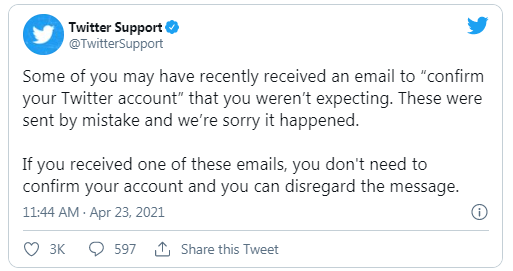 Twitter Support
@TwitterSupport
Some of you may have recently received an email to “confirm
your Twitter account” that you weren’t expecting. These were
sent by mistake and we’re sorry it happened.
If you received one of these emails, you don't need to
confirm your account and you can disregard the message.
11:44 AM · Apr 23, 2021
3K 597 Share this Tweet